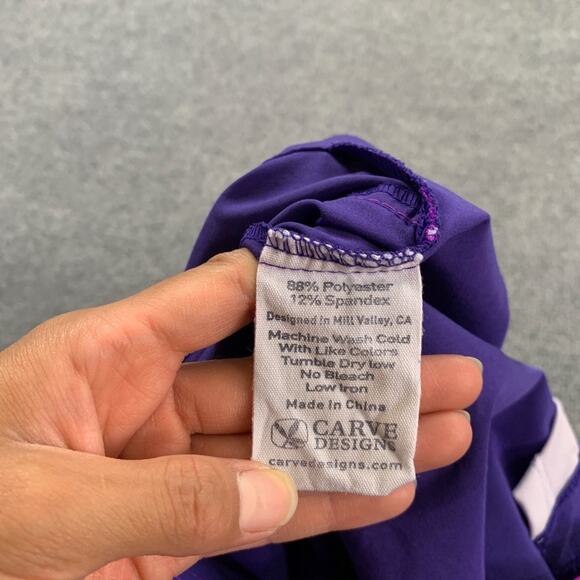 88% Polyester
12% Spandex
Designed in Mill Valley, CA
Machine Wash Cold
With Like Colors
Tumble Dry low
No Bleach
Low Iron
Made in China
CARVE
DESIGNS
carvedesigns.com